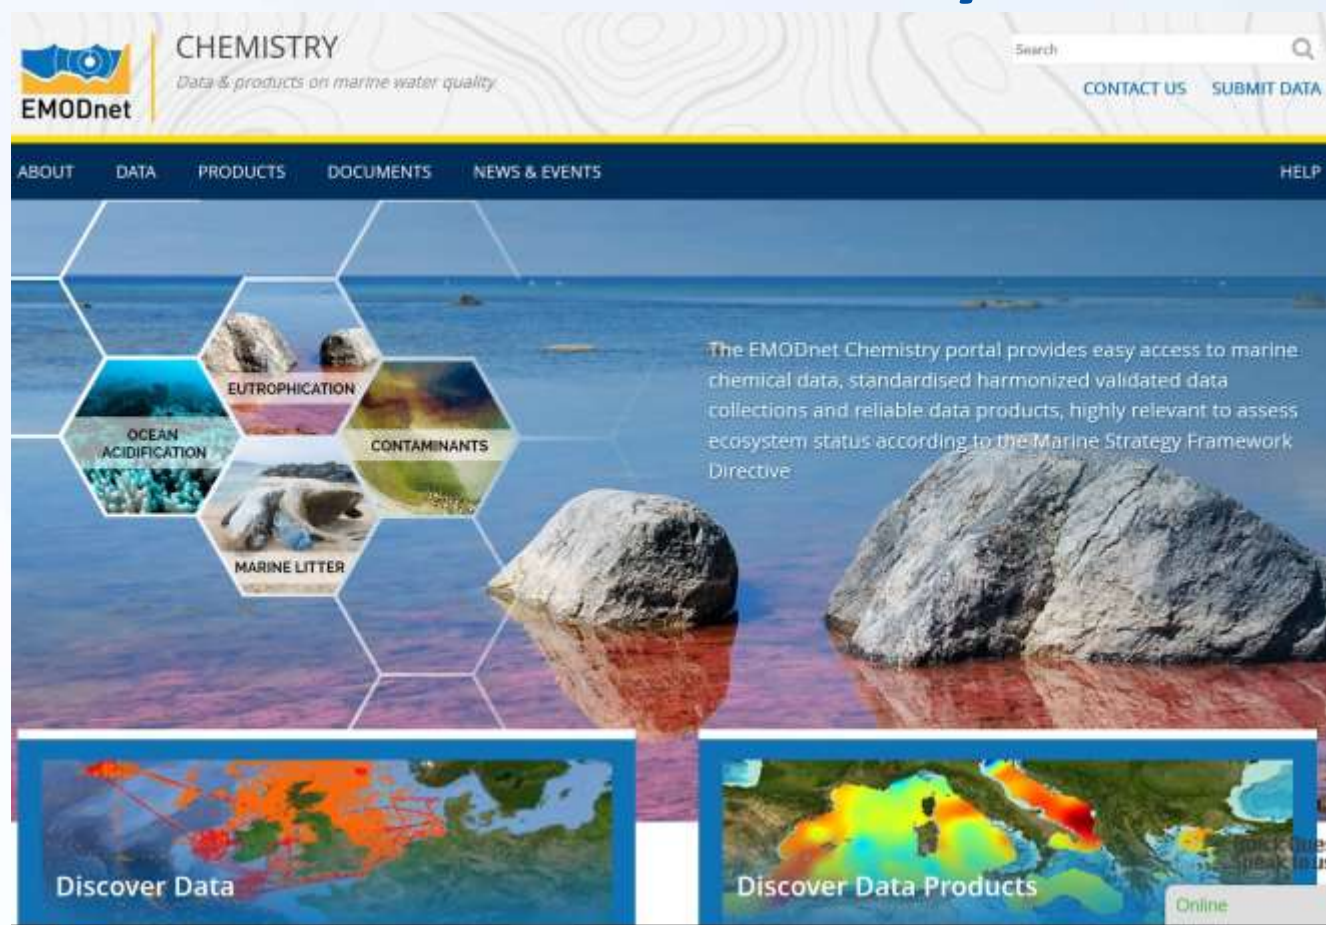 CHEMISTRY
Data & products on marine water quality
EMODnet
Search
CONTACT US SUBMIT DATA
ABOUT DATA PRODUCTS DOCUMENTS NEWS & EVENTS HELP
EUTROPHICATION
OCEAN
ACIDIFICATION
CONTAMINANTS
MARINE LITTER
The EMODnet Chemistry portal provides easy access to marine
chemical data, standardised harmonized validated data
collections and reliable data products, highly relevant to assess
ecosystem status according to the Marine Strategy Framework
Directive
Discover Data
Discover Data Products
Online